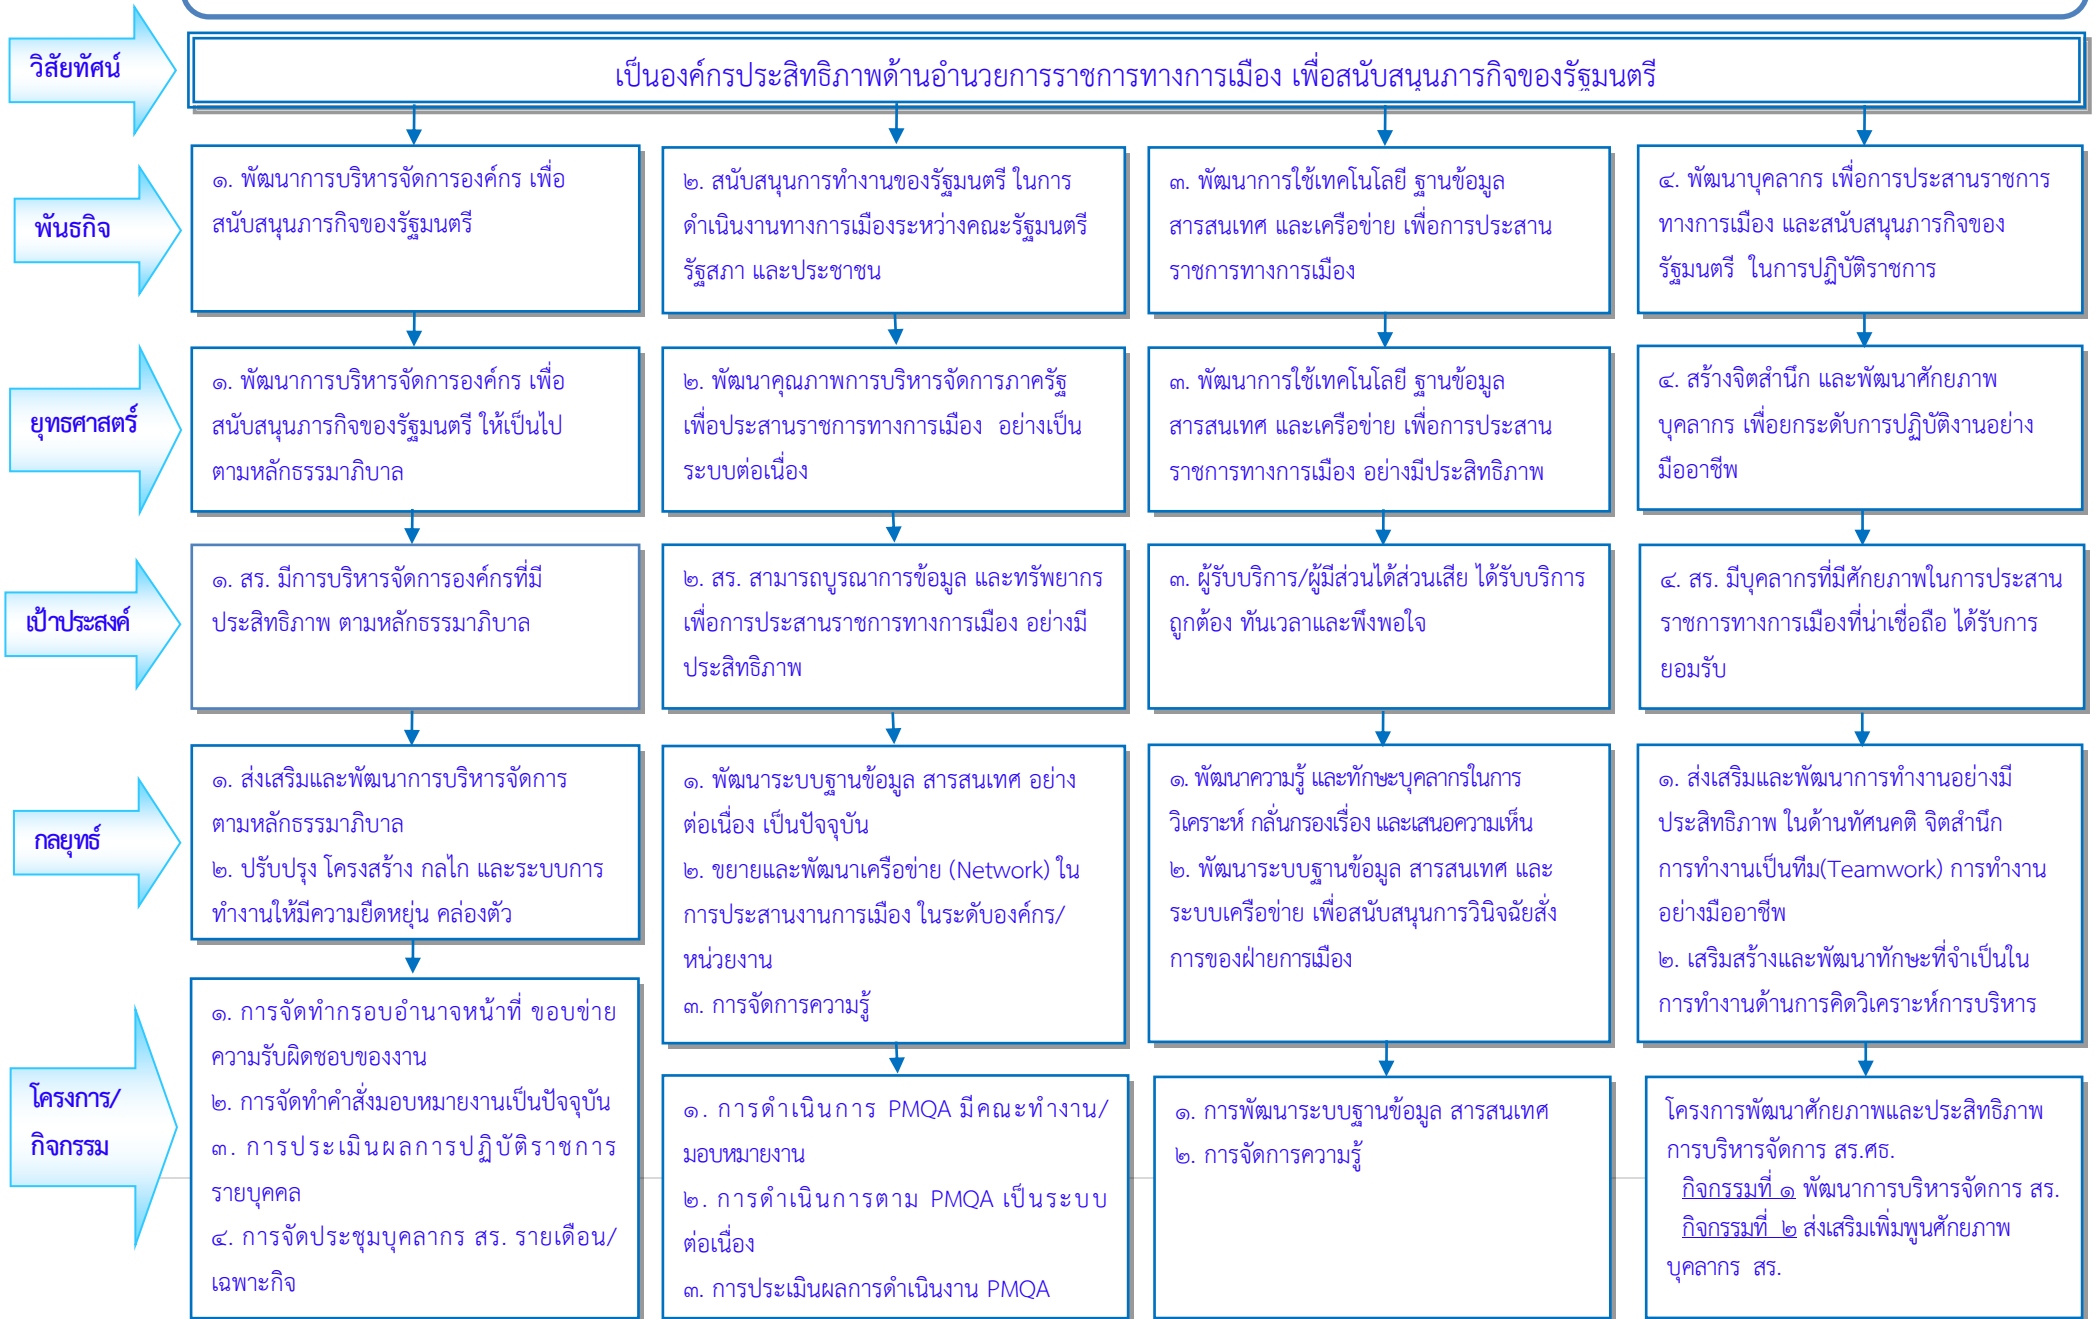 วิสัยทัศน์
เป็นองค์กรประสิทธิภาพด้านอำนวยการราชการทางการเมือง เพื่อสนับสนุนภารกิจของรัฐมนตรี
พันธกิจ
๑. พัฒนาการบริหารจัดการองค์กร เพื่อ
สนับสนุนภารกิจของรัฐมนตรี
๒. สนับสนุนการทำงานของรัฐมนตรี ในการ
ดำเนินงานทางการเมืองระหว่างคณะรัฐมนตรี
รัฐสภา และประชาชน
๓. พัฒนาการใช้เทคโนโลยี ฐานข้อมูล
สารสนเทศ และเครือข่าย เพื่อการประสาน
ราชการทางการเมือง
๔. พัฒนาบุคลากร เพื่อการประสานราชการ
ทางการเมือง และสนับสนุนภารกิจของ
รัฐมนตรี ในการปฏิบัติราชการ
ยุทธศาสตร์
๑. พัฒนาการบริหารจัดการองค์กร เพื่อ
สนับสนุนภารกิจของรัฐมนตรี ให้เป็นไป
ตามหลักธรรมาภิบาล
๒. พัฒนาคุณภาพการบริหารจัดการภาครัฐ
เพื่อประสานราชการทางการเมือง อย่างเป็น
ระบบต่อเนื่อง
๓. พัฒนาการใช้เทคโนโลยี ฐานข้อมูล
สารสนเทศ และเครือข่าย เพื่อการประสาน
ราชการทางการเมือง อย่างมีประสิทธิภาพ
๔. สร้างจิตสำนึก และพัฒนาศักยภาพ
บุคลากร เพื่อยกระดับการปฏิบัติงานอย่าง
มืออาชีพ
เป้าประสงค์
๑. สร. มีการบริหารจัดการองค์กรที่มี
ประสิทธิภาพ ตามหลักธรรมาภิบาล
๒. สร. สามารถบูรณาการข้อมูล และทรัพยากร
เพื่อการประสานราชการทางการเมือง อย่างมี
ประสิทธิภาพ
๓. ผู้รับบริการ/ผู้มีส่วนได้ส่วนเสีย ได้รับบริการ
ถูกต้อง ทันเวลาและพึงพอใจ
๔. สร. มีบุคลากรที่มีศักยภาพในการประสาน
ราชการทางการเมืองที่น่าเชื่อถือ ได้รับการ
ยอมรับ
กลยุทธ์
๑. ส่งเสริมและพัฒนาการบริหารจัดการ
ตามหลักธรรมาภิบาล
๒. ปรับปรุง โครงสร้าง กลไก และระบบการ
ทำงานให้มีความยืดหยุ่น คล่องตัว
๑. พัฒนาระบบฐานข้อมูล สารสนเทศ อย่าง
ต่อเนื่อง เป็นปัจจุบัน
๒. ขยายและพัฒนาเครือข่าย (Network) ใน
การประสานงานการเมือง ในระดับองค์กร/
หน่วยงาน
๓. การจัดการความรู้
๑. พัฒนาความรู้ และทักษะบุคลากรในการ
วิเคราะห์ กลั่นกรองเรื่อง และเสนอความเห็น
๒. พัฒนาระบบฐานข้อมูล สารสนเทศ และ
ระบบเครือข่าย เพื่อสนับสนุนการวินิจฉัยสั่ง
การของฝ่ายการเมือง
๑. ส่งเสริมและพัฒนาการทำงานอย่างมี
ประสิทธิภาพ ในด้านทัศนคติ จิตสำนึก
การทำงานเป็นทีม(Teamwork) การทำงาน
อย่างมืออาชีพ
๒. เสริมสร้างและพัฒนาทักษะที่จำเป็นใน
การทำงานด้านการคิดวิเคราะห์การบริหาร
โครงการ/
กิจกรรม
๑. การจัดทำกรอบอำนาจหน้าที่ ขอบข่าย
ความรับผิดชอบของงาน
๒. การจัดทำคำสั่งมอบหมายงานเป็นปัจจุบัน
๓. การประเมินผลการปฏิบัติราชการ
รายบุคคล
๔. การจัดประชุมบุคลากร สร. รายเดือน/
เฉพาะกิจ
๑. การดำเนินการ PMQA มีคณะทำงาน/
มอบหมายงาน
๒. การดำเนินการตาม PMQA เป็นระบบ
ต่อเนื่อง
๓. การประเมินผลการดำเนินงาน PMQA
๑. การพัฒนาระบบฐานข้อมูล สารสนเทศ
๒. การจัดการความรู้
โครงการพัฒนาศักยภาพและประสิทธิภาพ
การบริหารจัดการ สร.ศธ.
กิจกรรมที่ ๑ พัฒนาการบริหารจัดการ สร.
กิจกรรมที่ ๒ ส่งเสริมเพิ่มพูนศักยภาพ
บุคลากร สร.